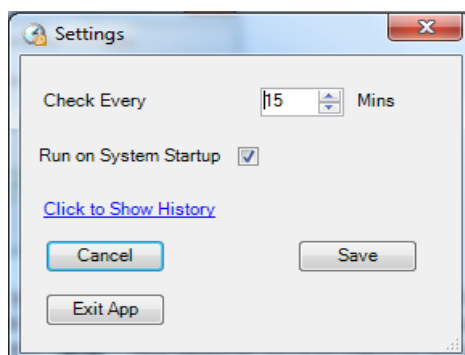 Settings
Check Every 15 Mins
Run on System Startup
Click to Show History
Cancel Save
Exit App